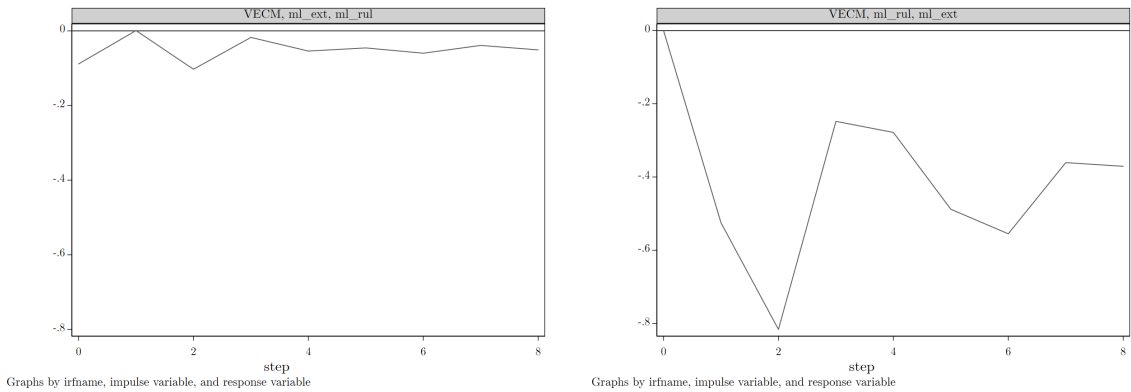 VECM, ml_ext, ml_rul
0
-.2
-.4
-.6
-.8
0 2 4 6 8
step
Graphs by irfname, impulse variable, and response variable
VECM, ml_rul, ml_ext
0
-.2
-.4
-.6
-.8
0 2 4 6 8
step
Graphs by irfname, impulse variable, and response variable